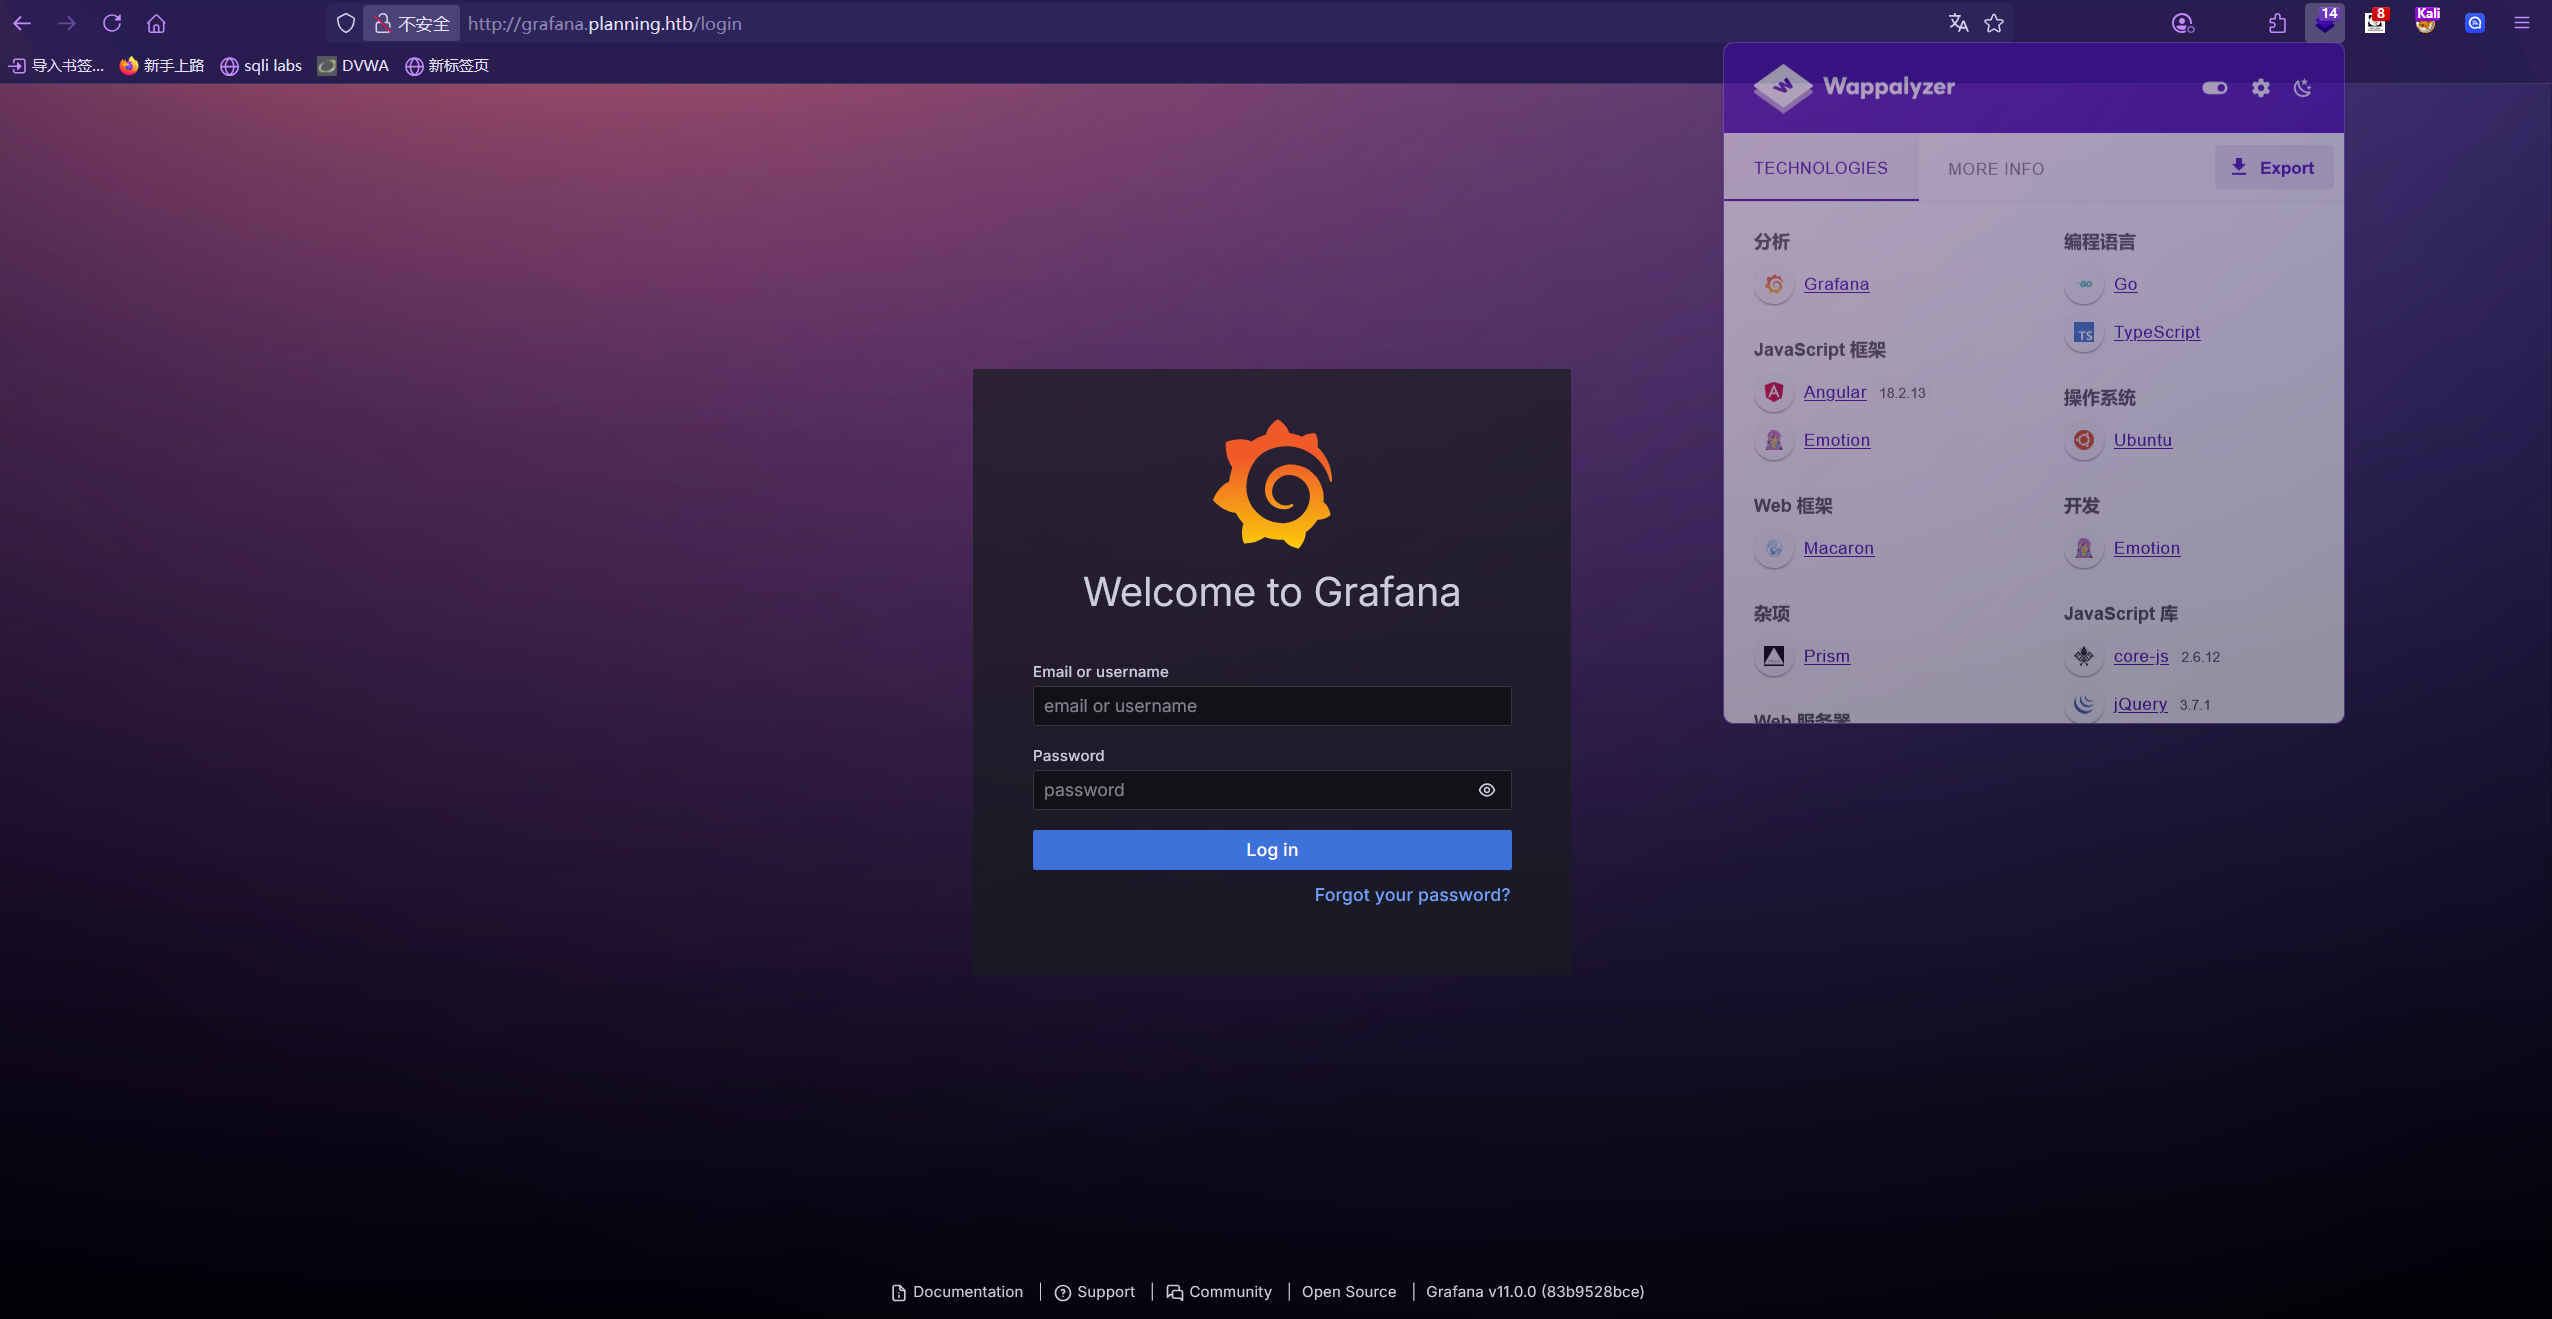 不安全
http://grafana.planning.htb/login
14
8
Kali
导入书签...
新手上路
sqli labs
DVWA
新标签页
Wappalyzer
TECHNOLOGIES
MORE INFO
Export
分析
Grafana
JavaScript 框架
Angular 18.2.13
Emotion
Web 框架
Macaron
杂项
Prism
Web 服务器
编程语言
Go
TypeScript
操作系统
Ubuntu
开发
Emotion
JavaScript 库
core-js 2.6.12
jQuery 3.7.1
Welcome to Grafana
Email or username
email or username
Password
password
Log in
Forgot your password?
Documentation | Support | Community | Open Source | Grafana v11.0.0 (83b9528bce)